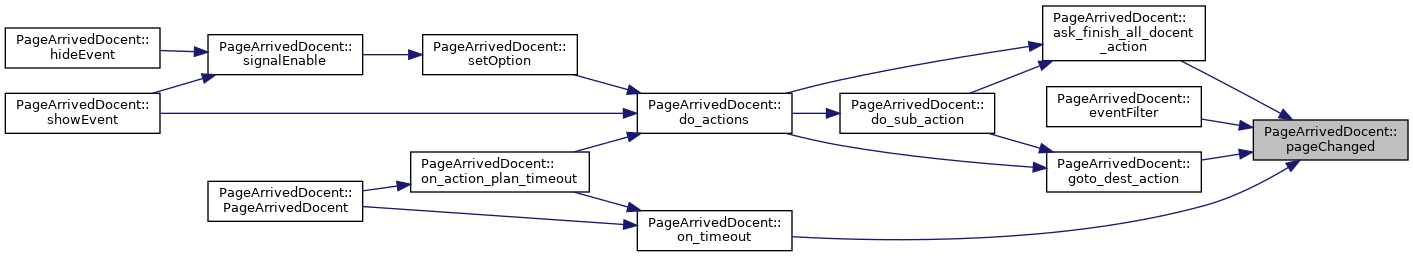 PageArrivedDocent::
hideEvent
PageArrivedDocent::
showEvent
PageArrivedDocent::
signalEnable
PageArrivedDocent::
PageArrivedDocent
PageArrivedDocent::
setOption
PageArrivedDocent::
on_action_plan_timeout
PageArrivedDocent::
do_actions
PageArrivedDocent::
on_timeout
PageArrivedDocent::
do_sub_action
PageArrivedDocent::
ask_finish_all_docent
_action
PageArrivedDocent::
eventFilter
PageArrivedDocent::
goto_dest_action
PageArrivedDocent::
pageChanged